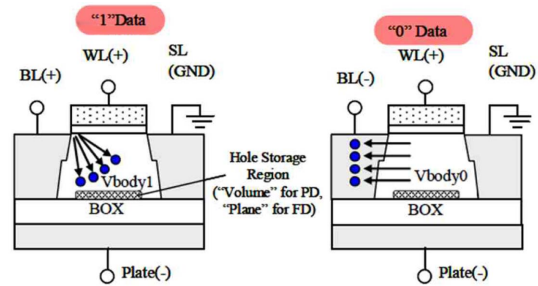 “1”Data
WL(+)
SL
(GND)
BL(+)
Vbody1
BOX
Plate(-)
Hole Storage
Region
(“Volume” for PD,
“Plane” for FD)
“0” Data
WL(+)
SL
(GND)
BL(-)
Vbody0
BOX
Plate(-)